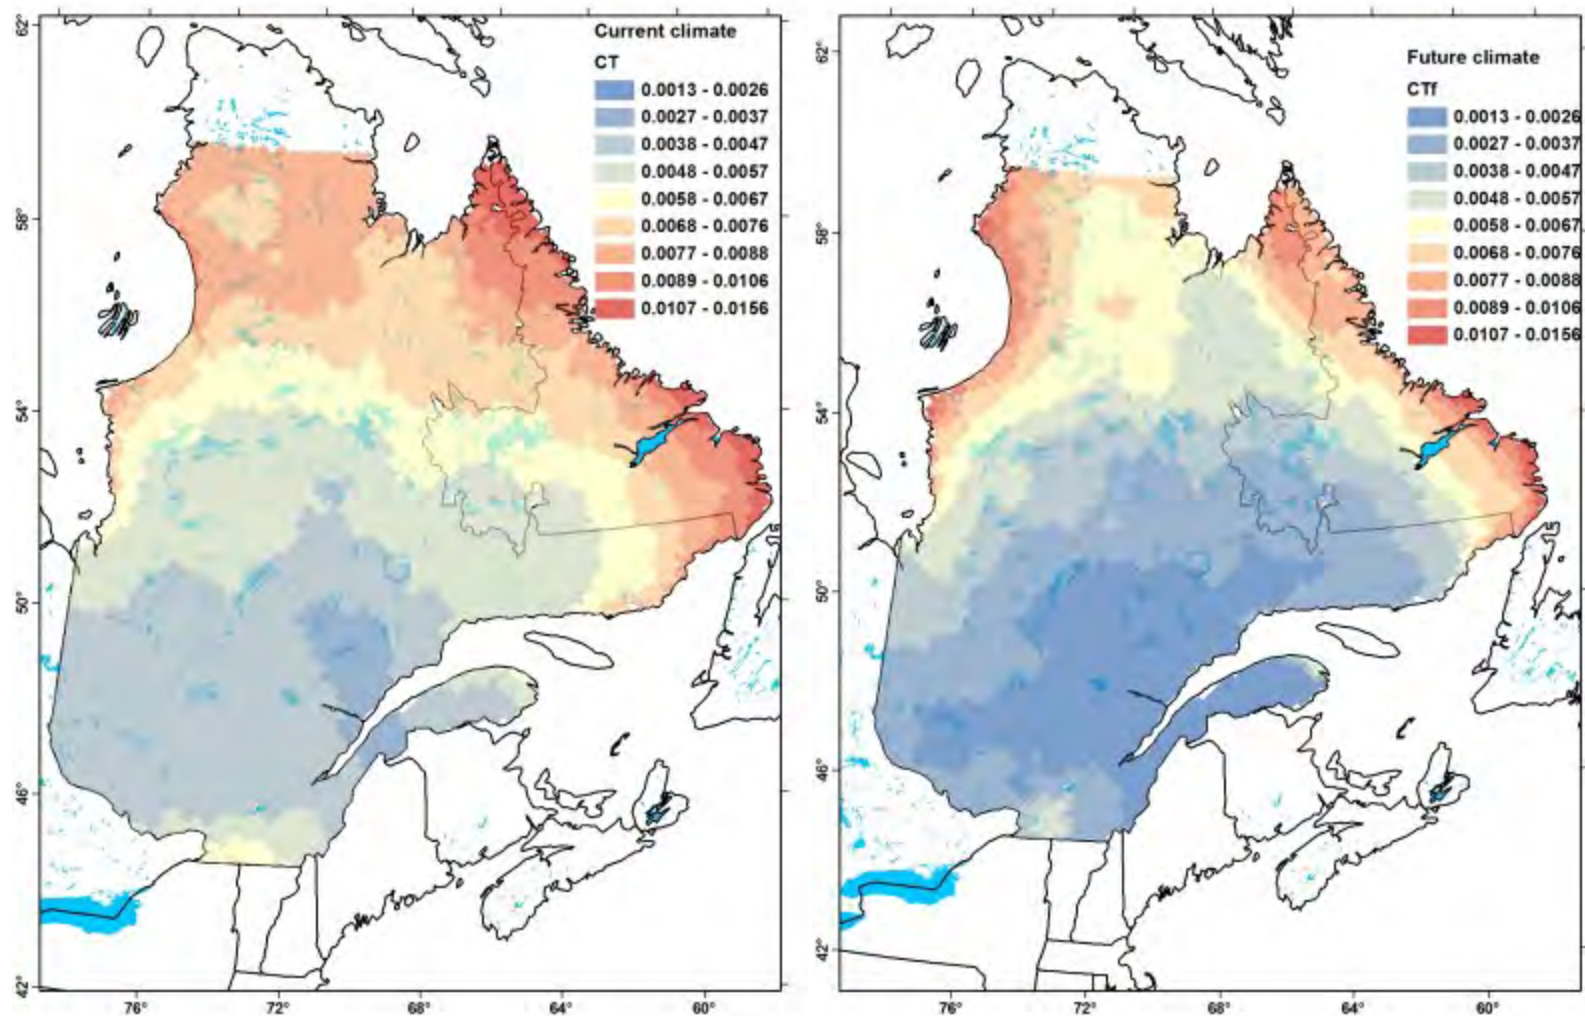 Current climate
CT
0.0013 - 0.0026
0.0027 - 0.0037
0.0038 - 0.0047
0.0048 - 0.0057
0.0058 - 0.0067
0.0068 - 0.0076
0.0077 - 0.0088
0.0089 - 0.0106
0.0107 - 0.0156
62°
58°
54°
50°
46°
42°
76°
72°
68°
64°
60°
Future climate
CTf
0.0013 - 0.0026
0.0027 - 0.0037
0.0038 - 0.0047
0.0048 - 0.0057
0.0058 - 0.0067
0.0068 - 0.0076
0.0077 - 0.0088
0.0089 - 0.0106
0.0107 - 0.0156
62°
58°
54°
50°
46°
42°
76°
72°
68°
64°
60°